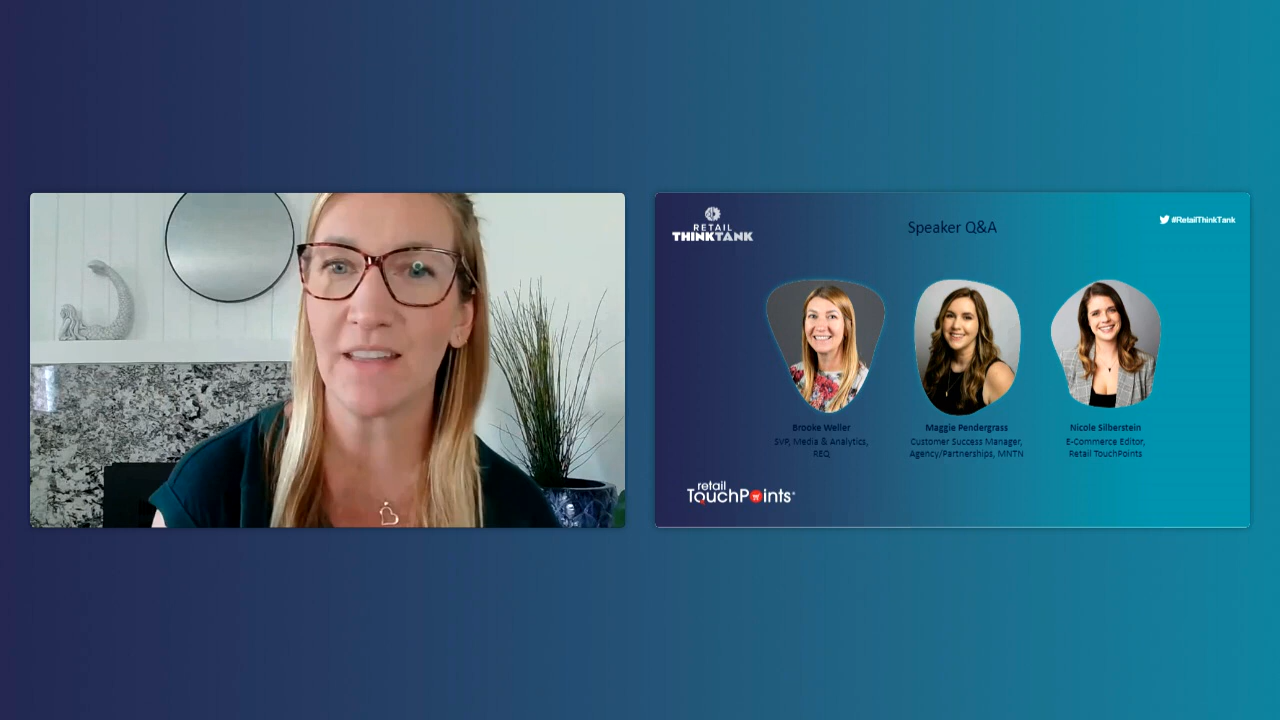 RETAIL
THINKTANK
Speaker Q&A
#RetailThinkTank
Brooke Weller
SVP, Media & Analytics,
REQ
Maggie Pendergrass
Customer Success Manager,
Agency/Partnerships, MNTN
Nicole Silberstein
E-Commerce Editor,
Retail TouchPoints
retail
TouchPoints